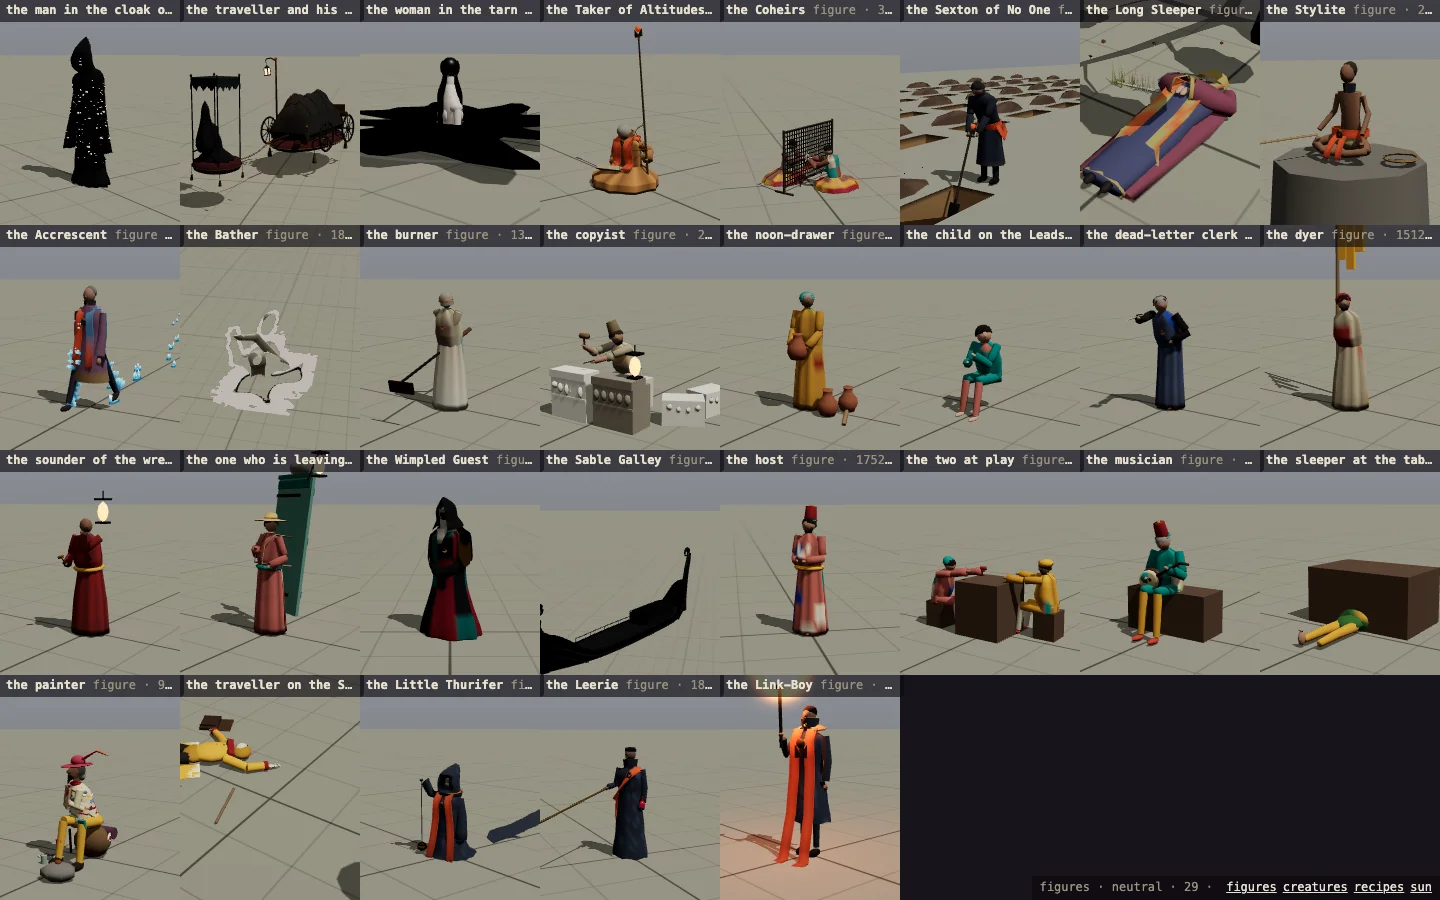 the man in the cloak o…
the traveller and his …
the woman in the tarn …
the Taker of Altitudes…
the Coheirs figure · 3…
the Sexton of No One f…
the Long Sleeper figur…
the Stylite figure · 2…
the Accrescent figure …
the Bather figure · 18…
the burner figure · 13…
the copyist figure · 2…
the noon-drawer figure…
the child on the Leads…
the dead-letter clerk …
the dyer figure · 1512…
the sounder of the wre…
the one who is leaving…
the Wimpled Guest figu…
the Sable Galley figur…
the host figure · 1752…
the two at play figure…
the musician figure · …
the sleeper at the tab…
the painter figure · 9…
the traveller on the S…
the Little Thurifer fi…
the Leerie figure · 18…
the Link-Boy figure · …
figures · neutral · 29 · figures creatures recipes sun